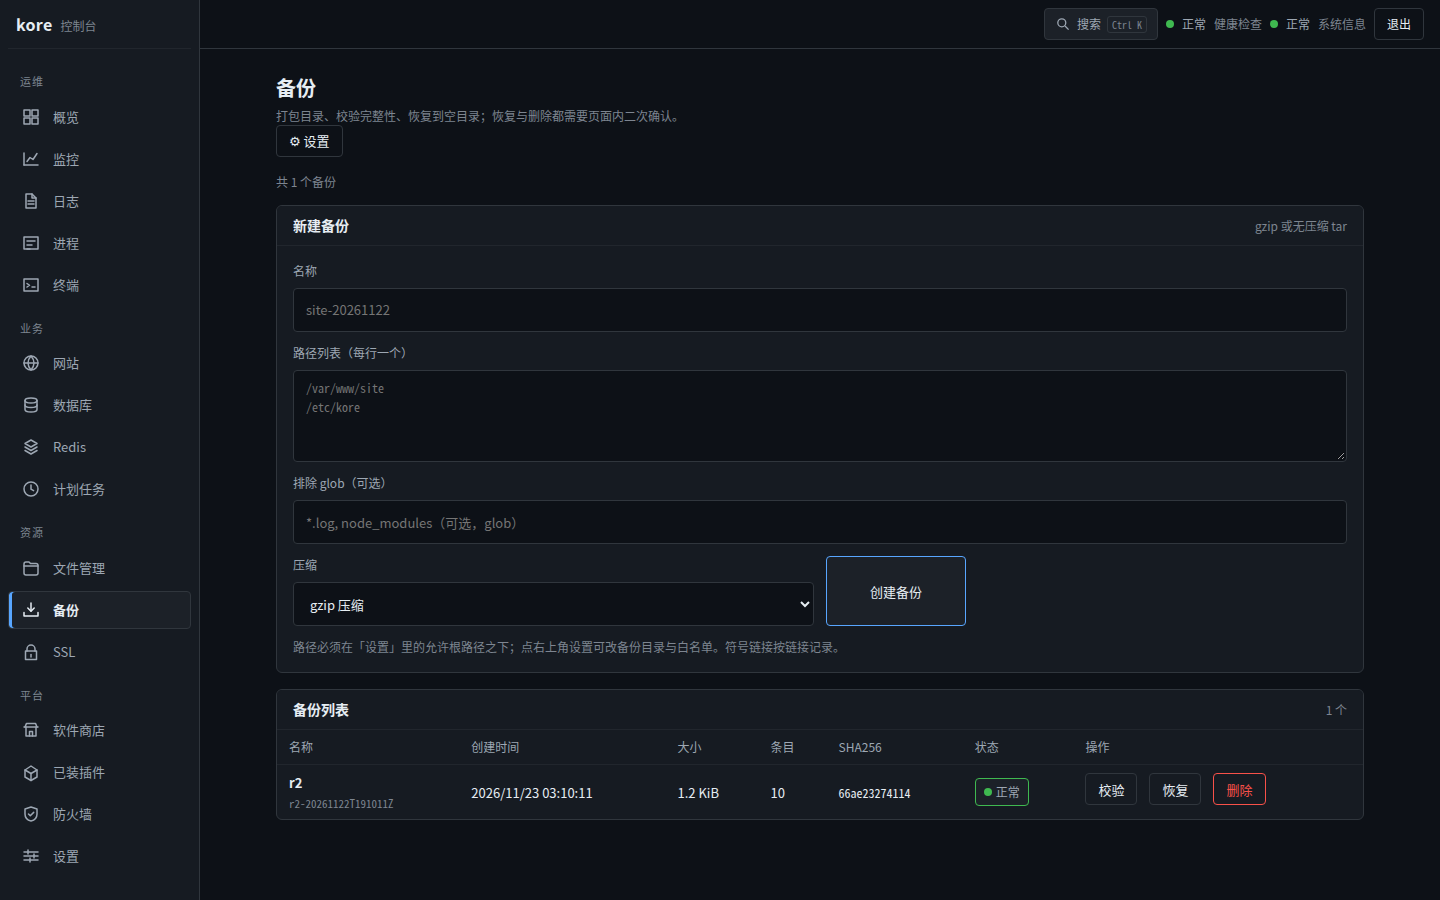 kore 控制台
搜索 Ctrl K 正常 健康检查 正常 系统信息 退出
运维
概览
监控
日志
进程
终端
业务
网站
数据库
Redis
计划任务
资源
文件管理
备份
SSL
平台
软件商店
已装插件
防火墙
设置
备份
打包目录、校验完整性、恢复到空目录；恢复与删除都需要页面内二次确认。
⚙ 设置
共 1 个备份
新建备份 gzip 或无压缩 tar
名称
site-20261122
路径列表（每行一个）
/var/www/site
/etc/kore
排除 glob（可选）
*.log, node_modules（可选，glob）
压缩
gzip 压缩
创建备份
路径必须在「设置」里的允许根路径之下；点右上角设置可改备份目录与白名单。符号链接按链接记录。
备份列表 1 个
名称 创建时间 大小 条目 SHA256 状态 操作
r2 2026/11/23 03:10:11 1.2 KiB 10 66ae23274114 正常 校验 恢复 删除
r2-20261122T191011Z